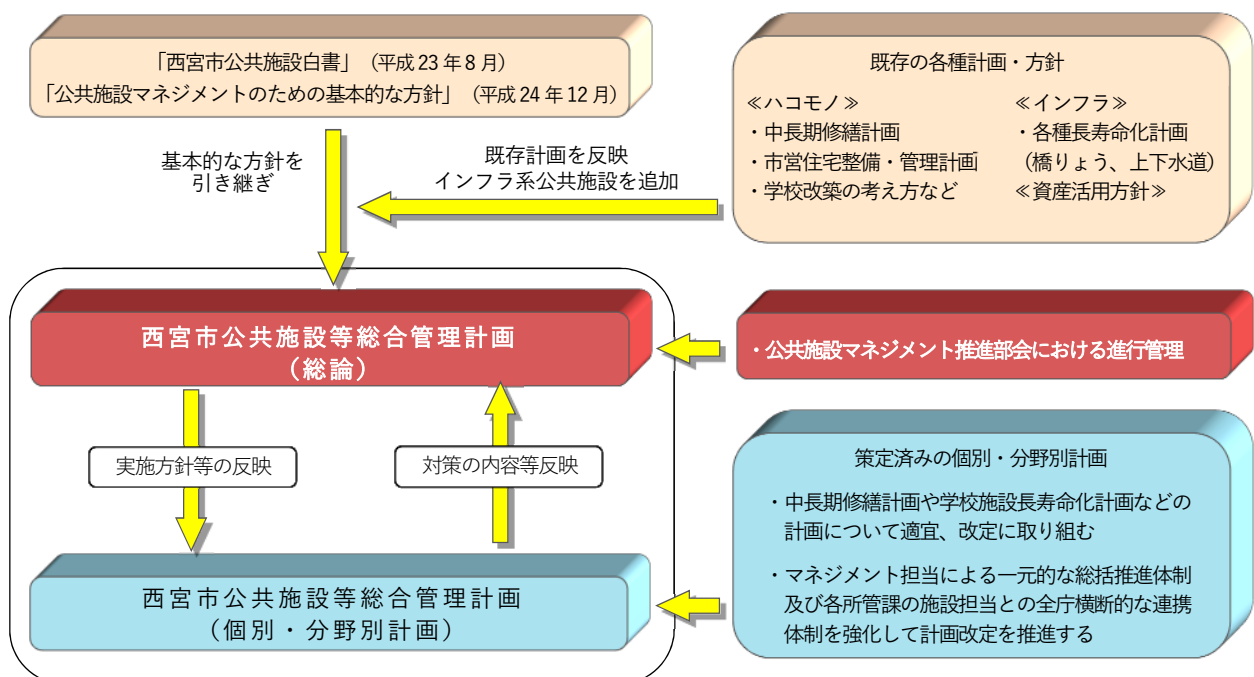 「西宮市公共施設白書」（平成 23 年 8 月）
「公共施設マネジメントのための基本的な方針」（平成 24 年 12 月）
既存の各種計画・方針
≪ハコモノ≫
・中長期修繕計画
・市営住宅整備・管理計画
・学校改築の考え方など
≪インフラ≫
・各種長寿命化計画
（橋りょう、上下水道）
≪資産活用方針≫
基本的な方針を
引き継ぎ
既存計画を反映
インフラ系公共施設を追加
西宮市公共施設等総合管理計画
（総論）
・公共施設マネジメント推進部会における進行管理
実施方針等の反映
対策の内容等反映
策定済みの個別・分野別計画
・中長期修繕計画や学校施設長寿命化計画などの
計画について適宜、改定に取り組む
・マネジメント担当による一元的な総括推進体制
及び各所管課の施設担当との全庁横断的な連携
体制を強化して計画改定を推進する
西宮市公共施設等総合管理計画
（個別・分野別計画）